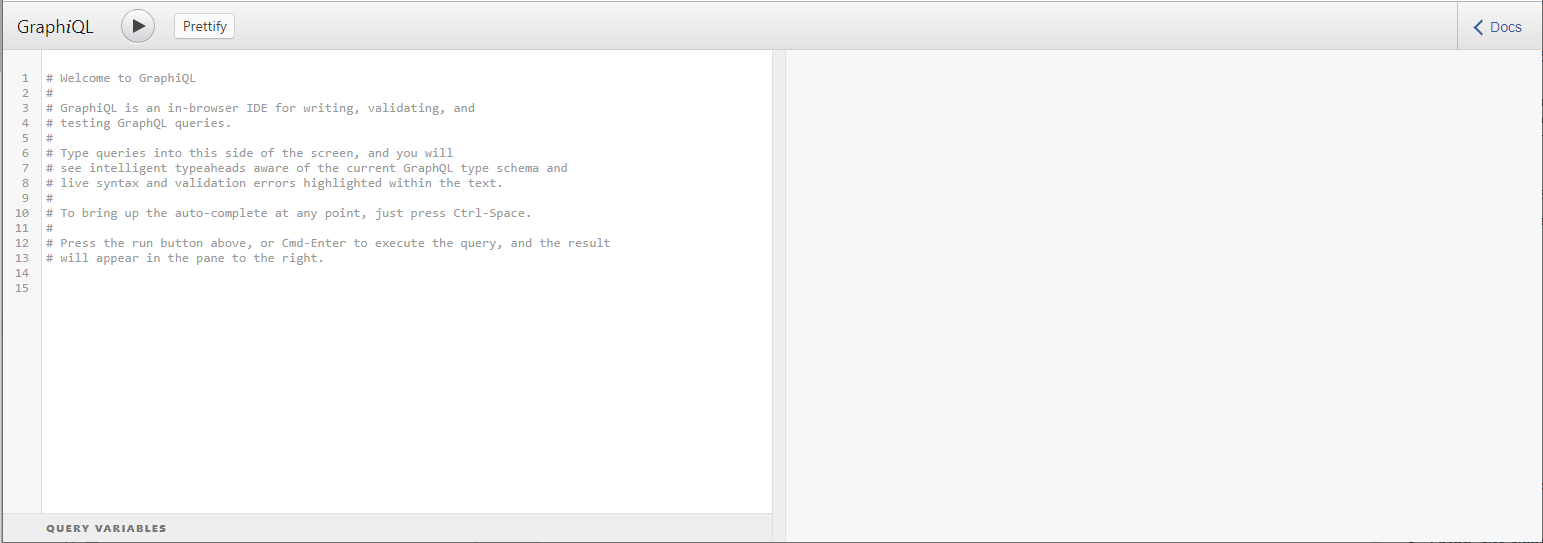 GraphiQL
Prettify
Docs
1 # Welcome to GraphiQL
2 #
3 # GraphiQL is an in-browser IDE for writing, validating, and
4 # testing GraphQL queries.
5 #
6 # Type queries into this side of the screen, and you will
7 # see intelligent typeaheads aware of the current GraphQL type schema and
8 # live syntax and validation errors highlighted within the text.
9 #
10 # To bring up the auto-complete at any point, just press Ctrl-Space.
11 #
12 # Press the run button above, or Cmd-Enter to execute the query, and the result
13 # will appear in the pane to the right.
14
15
QUERY VARIABLES